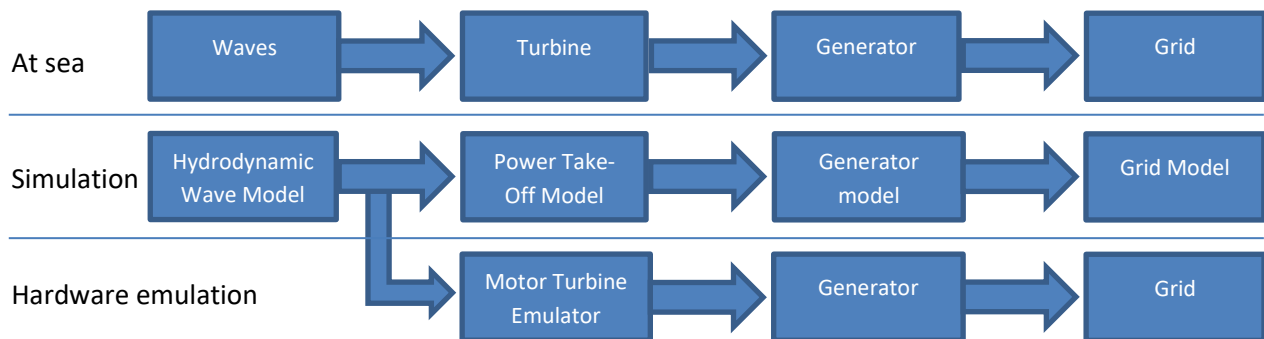 At sea
Waves
Turbine
Generator
Grid
Simulation
Hydrodynamic
Wave Model
Power Take-
Off Model
Generator
model
Grid Model
Hardware emulation
Motor Turbine
Emulator
Generator
Grid